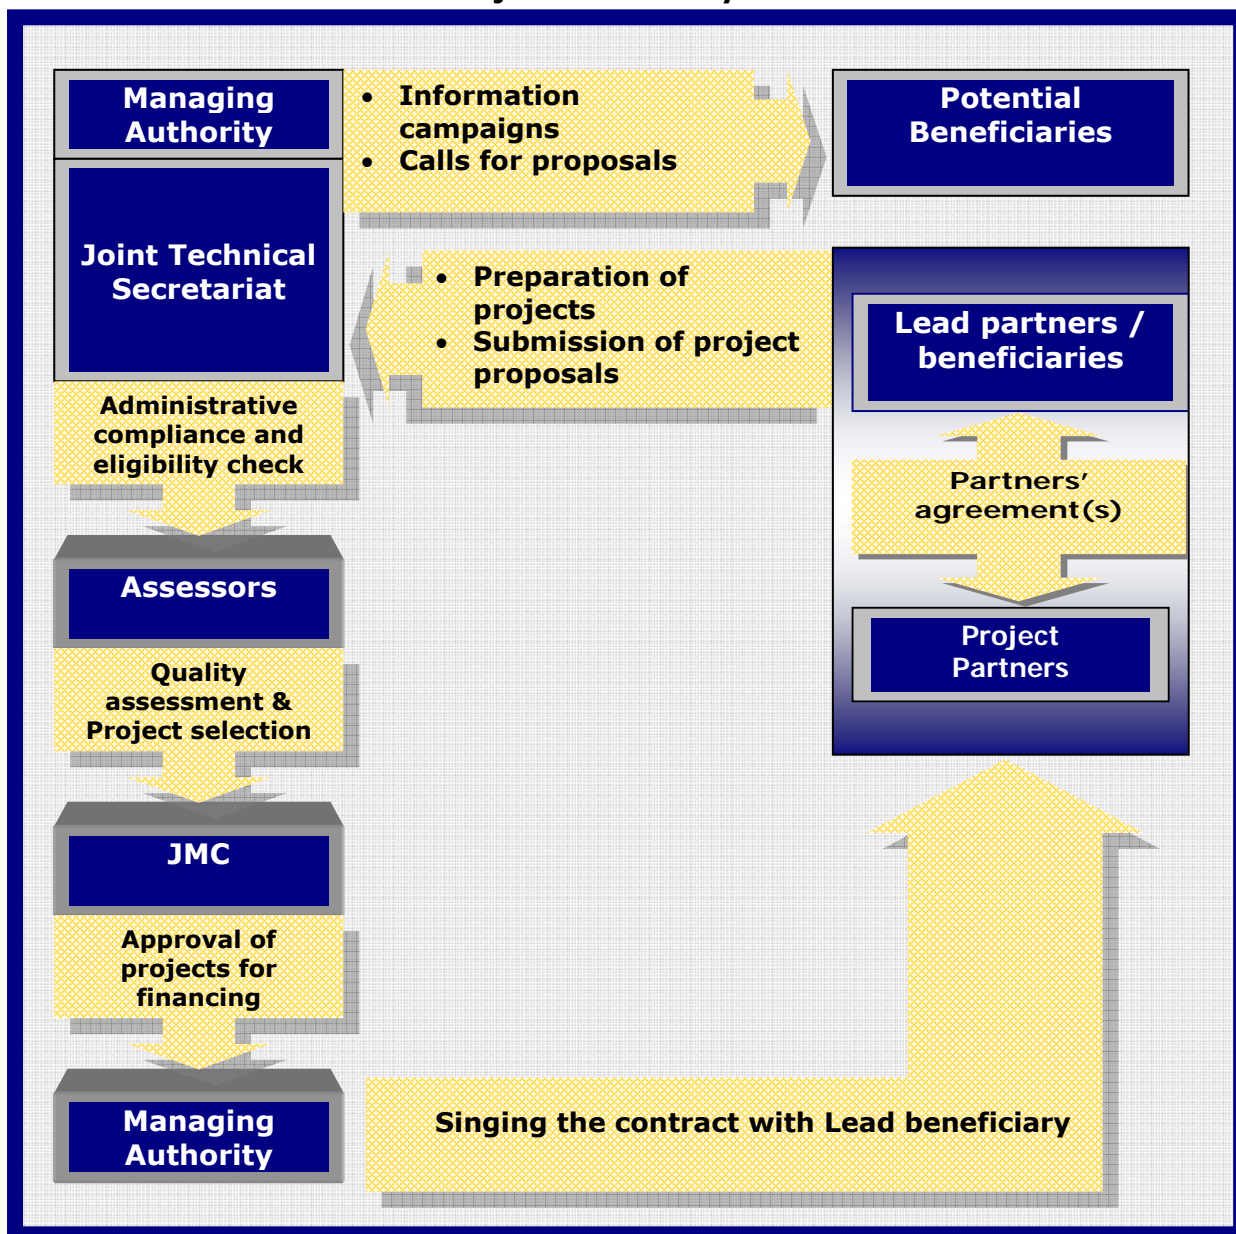 Managing
Authority
• Information
campaigns
• Calls for proposals
Potential
Beneficiaries
Joint Technical
Secretariat
• Preparation of
projects
• Submission of project
proposals
Lead partners /
beneficiaries
Administrative
compliance and
eligibility check
Partners'
agreement(s)
Assessors
Project
Partners
Quality
assessment &
Project selection
JMC
Approval of
projects for
financing
Managing
Authority
Singing the contract with Lead beneficiary